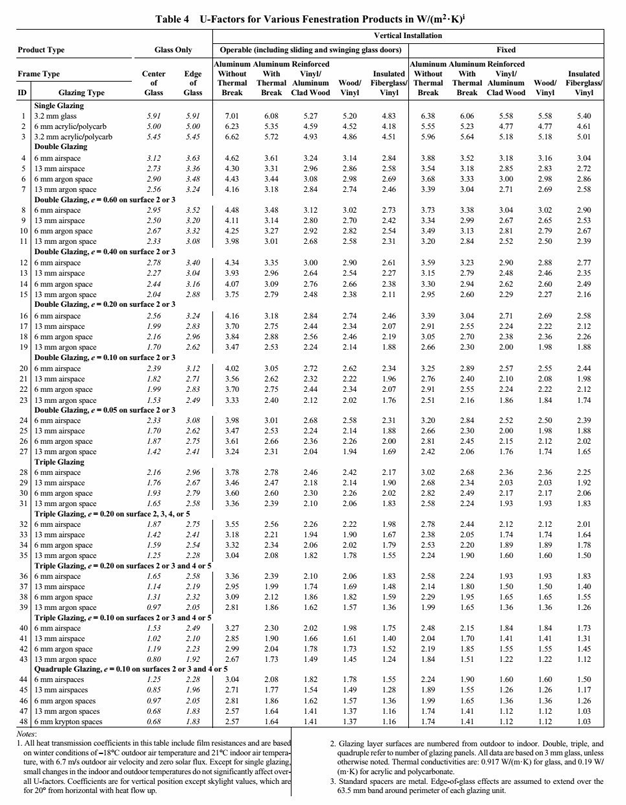 Table 4 U-Factors for Various Fenestration Products in W/(m²·K)ⁱ
Vertical Installation
Product Type Glass Only Operable (including sliding and swinging glass doors) Fixed
Frame Type Center of Glass Edge of Glass Aluminum Without Thermal Break Aluminum With Thermal Break Reinforced Vinyl/ Aluminum Clad Wood Wood/ Vinyl Insulated Fiberglass/ Vinyl Aluminum Without Thermal Break Aluminum With Thermal Break Reinforced Vinyl/ Aluminum Clad Wood Wood/ Vinyl Insulated Fiberglass/ Vinyl
ID Glazing Type
Single Glazing
1 3.2 mm glass 5.91 5.91 7.01 6.08 5.27 5.20 4.83 6.38 6.06 5.58 5.58 5.40
2 6 mm acrylic/polycarb 5.00 5.00 6.23 5.35 4.59 4.52 4.18 5.55 5.23 4.77 4.77 4.61
3 3.2 mm acrylic/polycarb 5.45 5.45 6.62 5.72 4.93 4.86 4.51 5.96 5.64 5.18 5.18 5.01
Double Glazing
4 6 mm airspace 3.12 3.63 4.62 3.61 3.24 3.14 2.84 3.88 3.52 3.18 3.16 3.04
5 13 mm airspace 2.73 3.36 4.30 3.31 2.96 2.86 2.58 3.54 3.18 2.85 2.83 2.72
6 6 mm argon space 2.90 3.48 4.43 3.44 3.08 2.98 2.69 3.68 3.33 3.00 2.98 2.86
7 13 mm argon space 2.56 3.24 4.16 3.18 2.84 2.74 2.46 3.39 3.04 2.71 2.69 2.58
Double Glazing, e = 0.60 on surface 2 or 3
8 6 mm airspace 2.95 3.52 4.48 3.48 3.12 3.02 2.73 3.73 3.38 3.04 3.02 2.90
9 13 mm airspace 2.50 3.20 4.11 3.14 2.80 2.70 2.42 3.34 2.99 2.67 2.65 2.53
10 6 mm argon space 2.67 3.32 4.25 3.27 2.92 2.82 2.54 3.49 3.13 2.81 2.79 2.67
11 13 mm argon space 2.33 3.08 3.98 3.01 2.68 2.58 2.31 3.20 2.84 2.52 2.50 2.39
Double Glazing, e = 0.40 on surface 2 or 3
12 6 mm airspace 2.78 3.40 4.34 3.35 3.00 2.90 2.61 3.59 3.23 2.90 2.88 2.77
13 13 mm airspace 2.27 3.04 3.93 2.96 2.64 2.54 2.27 3.15 2.79 2.48 2.46 2.35
14 6 mm argon space 2.44 3.16 4.07 3.09 2.76 2.66 2.38 3.30 2.94 2.62 2.60 2.49
15 13 mm argon space 2.04 2.88 3.75 2.79 2.48 2.38 2.11 2.95 2.60 2.29 2.27 2.16
Double Glazing, e = 0.20 on surface 2 or 3
16 6 mm airspace 2.56 3.24 4.16 3.18 2.84 2.74 2.46 3.39 3.04 2.71 2.69 2.58
17 13 mm airspace 1.99 2.83 3.70 2.75 2.44 2.34 2.07 2.91 2.55 2.24 2.22 2.12
18 6 mm argon space 2.16 2.96 3.84 2.88 2.56 2.46 2.19 3.05 2.70 2.38 2.36 2.26
19 13 mm argon space 1.70 2.62 3.47 2.53 2.24 2.14 1.88 2.66 2.30 2.00 1.98 1.88
Double Glazing, e = 0.10 on surface 2 or 3
20 6 mm airspace 2.39 3.12 4.02 3.05 2.72 2.62 2.34 3.25 2.89 2.57 2.55 2.44
21 13 mm airspace 1.82 2.71 3.56 2.62 2.32 2.22 1.96 2.76 2.40 2.10 2.08 1.98
22 6 mm argon space 1.99 2.83 3.70 2.75 2.44 2.34 2.07 2.91 2.55 2.24 2.22 2.12
23 13 mm argon space 1.53 2.49 3.33 2.40 2.12 2.02 1.76 2.51 2.16 1.86 1.84 1.74
Double Glazing, e = 0.05 on surface 2 or 3
24 6 mm airspace 2.33 3.08 3.98 3.01 2.68 2.58 2.31 3.20 2.84 2.52 2.50 2.39
25 13 mm airspace 1.70 2.62 3.47 2.53 2.24 2.14 1.88 2.66 2.30 2.00 1.98 1.88
26 6 mm argon space 1.87 2.75 3.61 2.66 2.36 2.26 2.00 2.81 2.45 2.15 2.12 2.02
27 13 mm argon space 1.42 2.41 3.24 2.31 2.04 1.94 1.69 2.42 2.06 1.76 1.74 1.65
Triple Glazing
28 6 mm airspace 2.16 2.96 3.78 2.78 2.46 2.42 2.17 3.02 2.68 2.36 2.36 2.25
29 13 mm airspace 1.76 2.67 3.46 2.47 2.18 2.14 1.90 2.68 2.34 2.03 2.03 1.92
30 6 mm argon space 1.93 2.79 3.60 2.60 2.30 2.26 2.02 2.82 2.49 2.17 2.17 2.06
31 13 mm argon space 1.65 2.58 3.36 2.39 2.10 2.06 1.83 2.58 2.24 1.93 1.93 1.83
Triple Glazing, e = 0.20 on surface 2, 3, 4, or 5
32 6 mm airspace 1.87 2.75 3.55 2.56 2.26 2.22 1.98 2.78 2.44 2.12 2.12 2.01
33 13 mm airspace 1.42 2.41 3.18 2.21 1.94 1.90 1.67 2.38 2.05 1.74 1.74 1.64
34 6 mm argon space 1.59 2.54 3.32 2.34 2.06 2.02 1.79 2.53 2.20 1.89 1.89 1.78
35 13 mm argon space 1.25 2.28 3.04 2.08 1.82 1.78 1.55 2.24 1.90 1.60 1.60 1.50
Triple Glazing, e = 0.20 on surfaces 2 or 3 and 4 or 5
36 6 mm airspace 1.65 2.58 3.36 2.39 2.10 2.06 1.83 2.58 2.24 1.93 1.93 1.83
37 13 mm airspace 1.14 2.19 2.95 1.99 1.74 1.69 1.48 2.14 1.80 1.50 1.50 1.40
38 6 mm argon space 1.31 2.32 3.09 2.12 1.86 1.82 1.59 2.29 1.95 1.65 1.65 1.55
39 13 mm argon space 0.97 2.05 2.81 1.86 1.62 1.57 1.36 1.99 1.65 1.36 1.36 1.26
Triple Glazing, e = 0.10 on surfaces 2 or 3 and 4 or 5
40 6 mm airspace 1.53 2.49 3.27 2.30 2.02 1.98 1.75 2.48 2.15 1.84 1.84 1.73
41 13 mm airspace 1.02 2.10 2.85 1.90 1.66 1.61 1.40 2.04 1.70 1.41 1.41 1.31
42 6 mm argon space 1.19 2.23 2.99 2.04 1.78 1.73 1.52 2.19 1.85 1.55 1.55 1.45
43 13 mm argon space 0.80 1.92 2.67 1.73 1.49 1.45 1.24 1.84 1.51 1.22 1.22 1.12
Quadruple Glazing, e = 0.10 on surfaces 2 or 3 and 4 or 5
44 6 mm airspaces 1.25 2.28 3.04 2.08 1.82 1.78 1.55 2.24 1.90 1.60 1.60 1.50
45 13 mm airspaces 0.85 1.96 2.71 1.77 1.54 1.49 1.28 1.89 1.55 1.26 1.26 1.17
46 6 mm argon spaces 0.97 2.05 2.81 1.86 1.62 1.57 1.36 1.99 1.65 1.36 1.36 1.26
47 13 mm argon spaces 0.68 1.83 2.57 1.64 1.41 1.37 1.16 1.74 1.41 1.12 1.12 1.03
48 6 mm krypton spaces 0.68 1.83 2.57 1.64 1.41 1.37 1.16 1.74 1.41 1.12 1.12 1.03
Notes:
1. All heat transmission coefficients in this table include film resistances and are based
on winter conditions of –18°C outdoor air temperature and 21°C indoor air tempera-
ture, with 6.7 m/s outdoor air velocity and zero solar flux. Except for single glazing,
small changes in the indoor and outdoor temperatures do not significantly affect over-
all U-factors. Coefficients are for vertical position except skylight values, which are
for 20° from horizontal with heat flow up.
2. Glazing layer surfaces are numbered from outdoor to indoor. Double, triple, and
quadruple refer to number of glazing panels. All data are based on 3 mm glass, unless
otherwise noted. Thermal conductivities are: 0.917 W/(m·K) for glass, and 0.19 W/
(m·K) for acrylic and polycarbonate.
3. Standard spacers are metal. Edge-of-glass effects are assumed to extend over the
63.5 mm band around perimeter of each glazing unit.